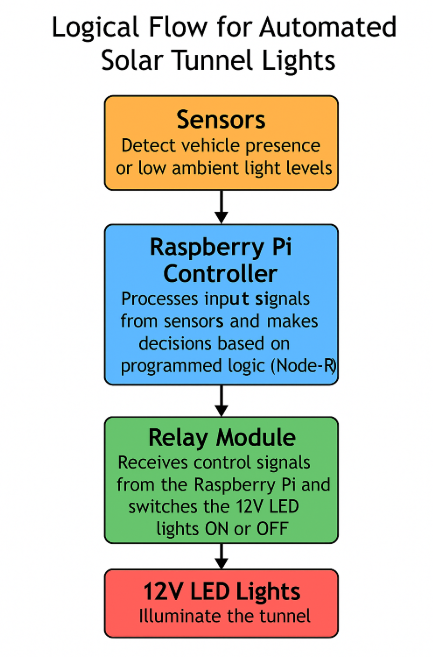 Logical Flow for Automated
Solar Tunnel Lights
Sensors
Detect vehicle presence
or low ambient light levels
Raspberry Pi
Controller
Processes input signals
from sensors and makes
decisions based on
programmed logic (Node-R)
Relay Module
Receives control signals
from the Raspberry Pi and
switches the 12V LED
lights ON or OFF
12V LED Lights
Illuminate the tunnel